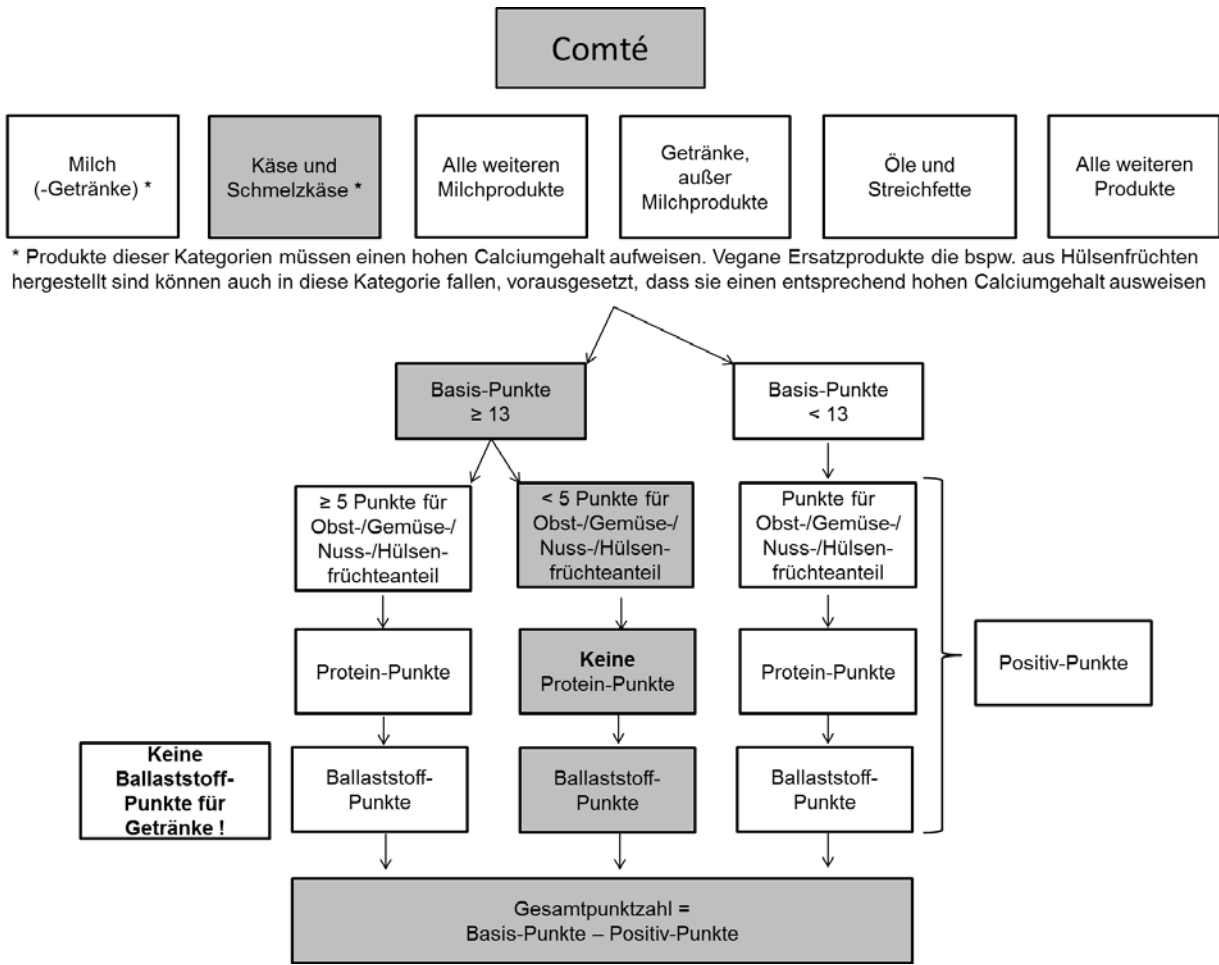 Comté
Milch
(-Getränke) *
Käse und
Schmelzkäse *
Alle weiteren
Milchprodukte
Getränke,
außer
Milchprodukte
Öle und
Streichfette
Alle weiteren
Produkte
* Produkte dieser Kategorien müssen einen hohen Calciumgehalt aufweisen. Vegane Ersatzprodukte die bspw. aus Hülsenfrüchten
hergestellt sind können auch in diese Kategorie fallen, vorausgesetzt, dass sie einen entsprechend hohen Calciumgehalt ausweisen
Basis-Punkte
≥ 13
Basis-Punkte
< 13
≥ 5 Punkte für
Obst-/Gemüse-/
Nuss-/Hülsen-
früchteanteil
< 5 Punkte für
Obst-/Gemüse-/
Nuss-/Hülsen-
früchteanteil
Punkte für
Obst-/Gemüse-/
Nuss-/Hülsen-
früchteanteil
Protein-Punkte
Keine
Protein-Punkte
Protein-Punkte
Positiv-Punkte
Keine
Ballaststoff-
Punkte für
Getränke !
Ballaststoff-
Punkte
Ballaststoff-
Punkte
Ballaststoff-
Punkte
Gesamtpunktzahl =
Basis-Punkte – Positiv-Punkte